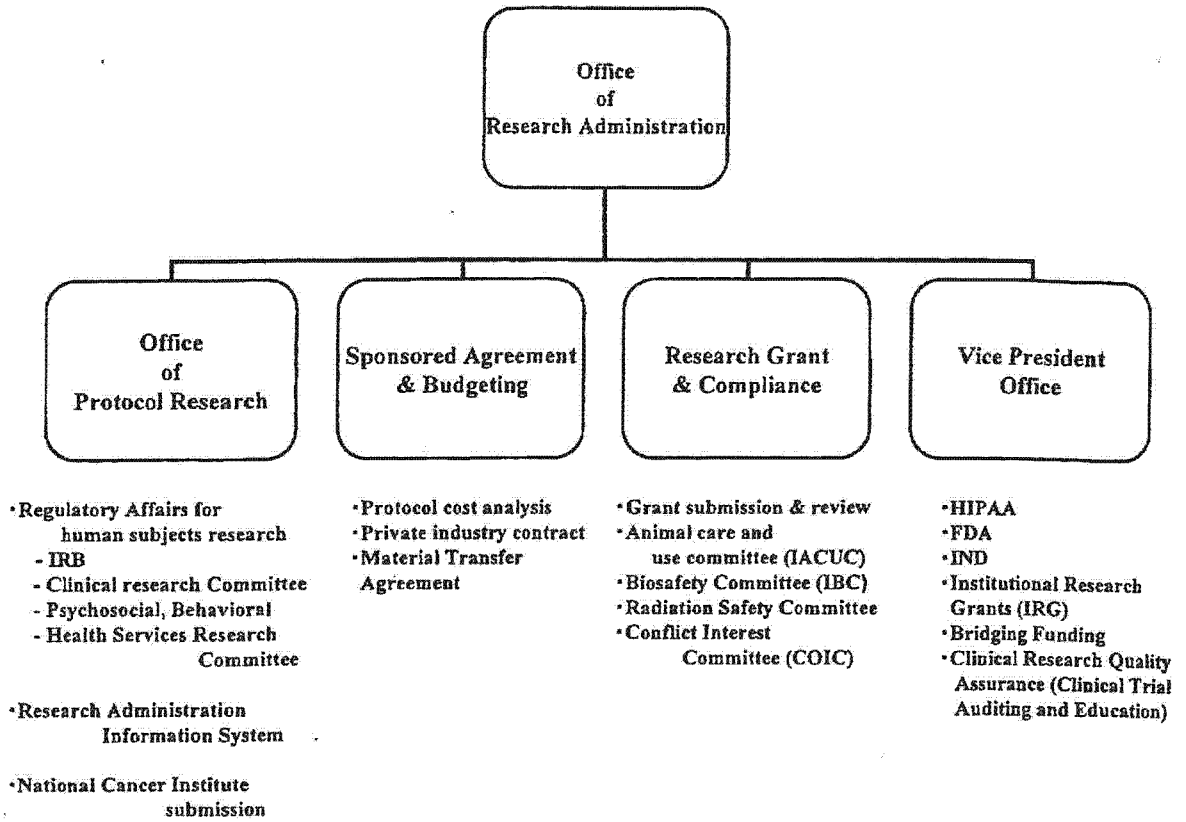 Office
of
Research Administration
Office
of
Protocol Research
Sponsored Agreement
& Budgeting
Research Grant
& Compliance
Vice President
Office
·Regulatory Affairs for
human subjects research
- IRB
- Clinical research Committee
- Psychosocial, Behavioral
- Health Services Research
Committee
·Research Administration
Information System
·National Cancer Institute
submission
·Protocol cost analysis
·Private industry contract
·Material Transfer
Agreement
·Grant submission & review
·Animal care and
use committee (IACUC)
·Biosafety Committee (IBC)
·Radiation Safety Committee
·Conflict Interest
Committee (COIC)
·HIPAA
·FDA
·IND
·Institutional Research
Grants (IRG)
·Bridging Funding
·Clinical Research Quality
Assurance (Clinical Trial
Auditing and Education)